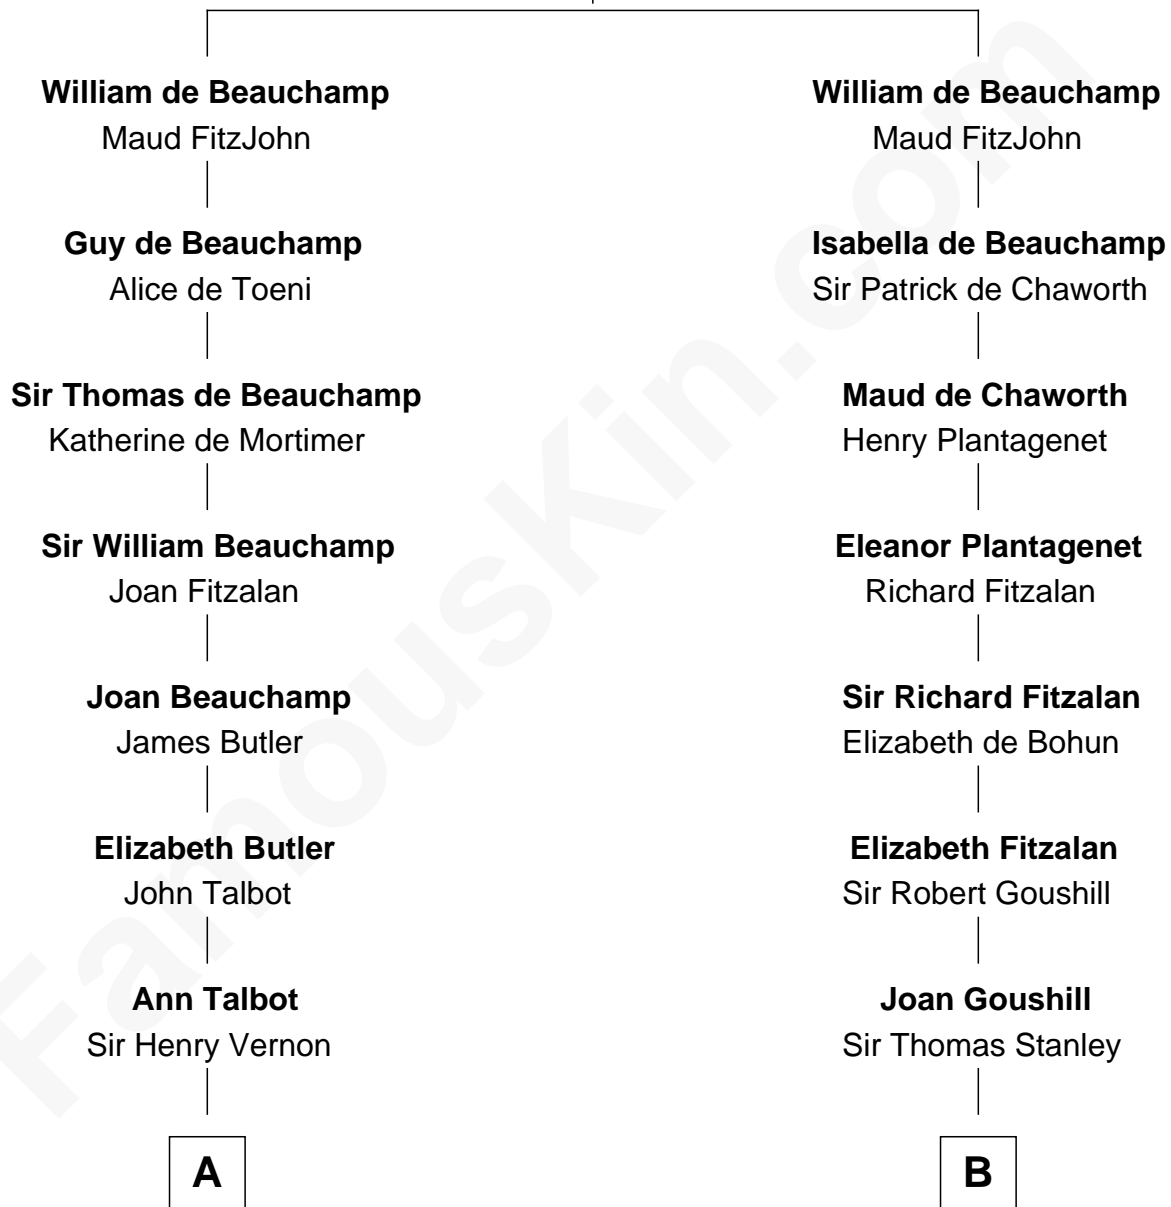 William de Beauchamp
Maud FitzJohn
William de Beauchamp
Maud FitzJohn
Guy de Beauchamp
Alice de Toeni
Isabella de Beauchamp
Sir Patrick de Chaworth
Sir Thomas de Beauchamp
Katherine de Mortimer
Maud de Chaworth
Henry Plantagenet
Sir William Beauchamp
Joan Fitzalan
Eleanor Plantagenet
Richard Fitzalan
Joan Beauchamp
James Butler
Sir Richard Fitzalan
Elizabeth de Bohun
Elizabeth Butler
John Talbot
Elizabeth Fitzalan
Sir Robert Goushill
Ann Talbot
Sir Henry Vernon
Joan Goushill
Sir Thomas Stanley
A
B
FamousKin.com